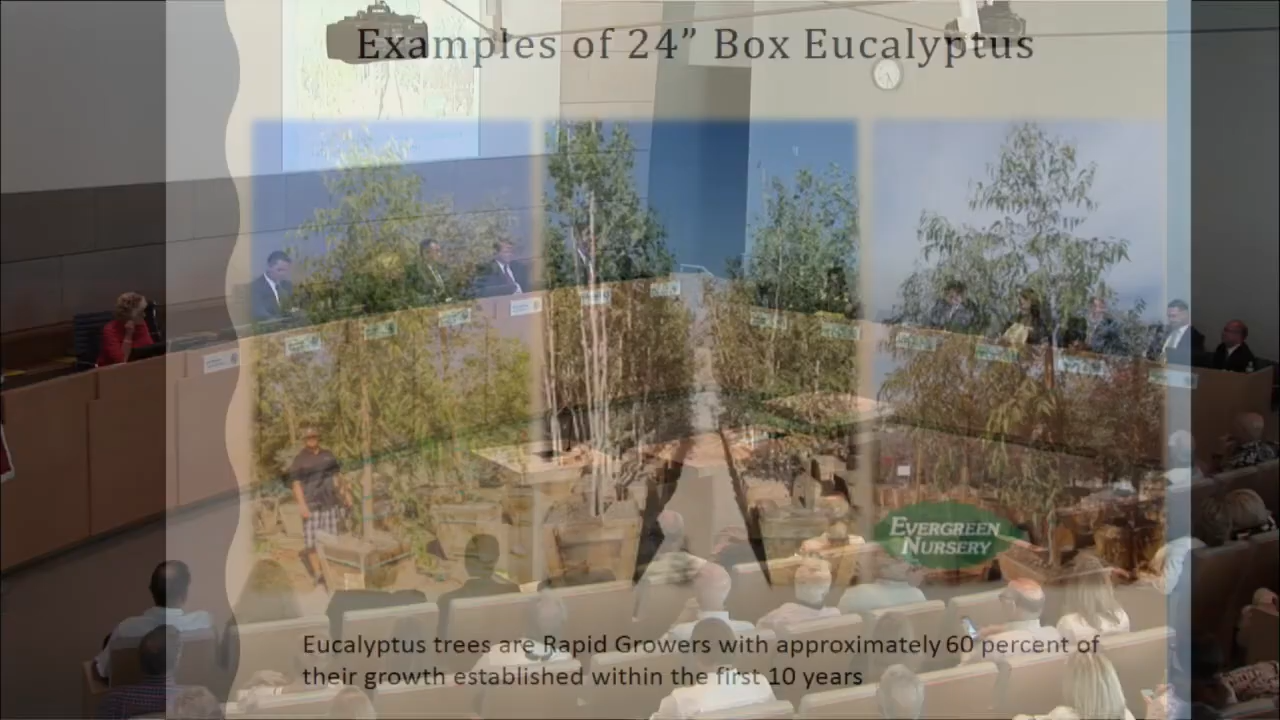 Examples of 24” Box Eucalyptus
EVERGREEN
NURSERY
Eucalyptus trees are Rapid Growers with approximately 60 percent of
their growth established within the first 10 years